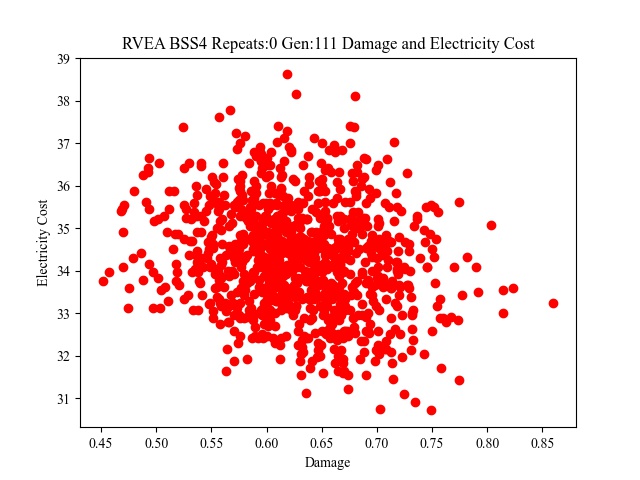 RVEA BSS4 Repeats:0 Gen:111 Damage and Electricity Cost
39
38
37
36
35
34
33
32
31
Electricity Cost
0.45 0.50 0.55 0.60 0.65 0.70 0.75 0.80 0.85
Damage